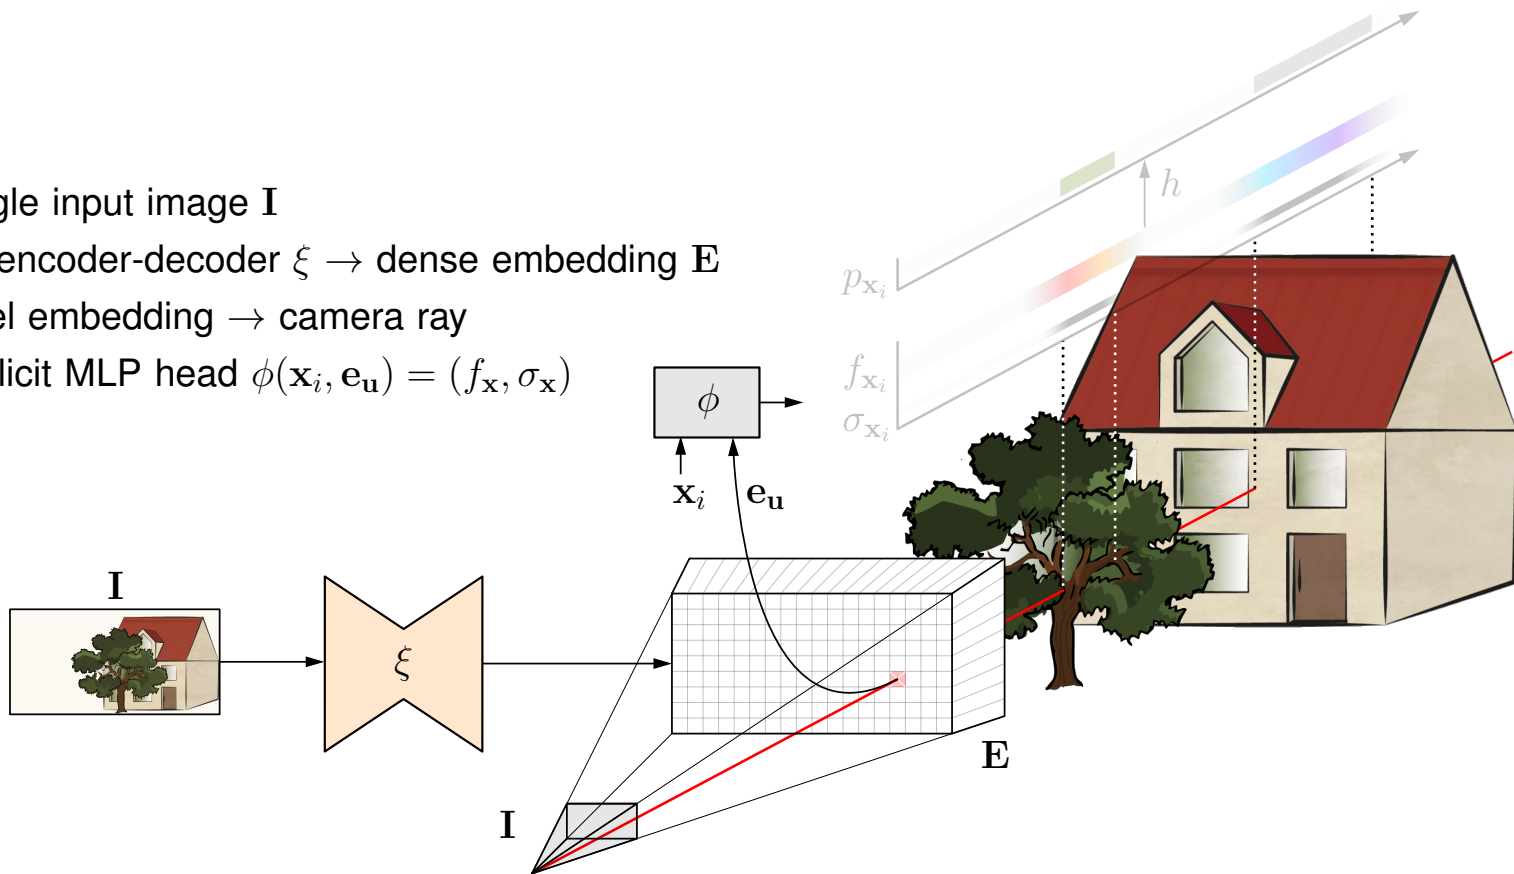 gle input image I
encoder-decoder ξ → dense embedding E
el embedding → camera ray
licit MLP head ϕ(𝐱ᵢ, 𝐞ᵤ) = (f𝐱, σ𝐱)
h
p𝐱ᵢ
f𝐱ᵢ
σ𝐱ᵢ
ϕ
𝐱ᵢ 𝐞ᵤ
I
ξ
E
I